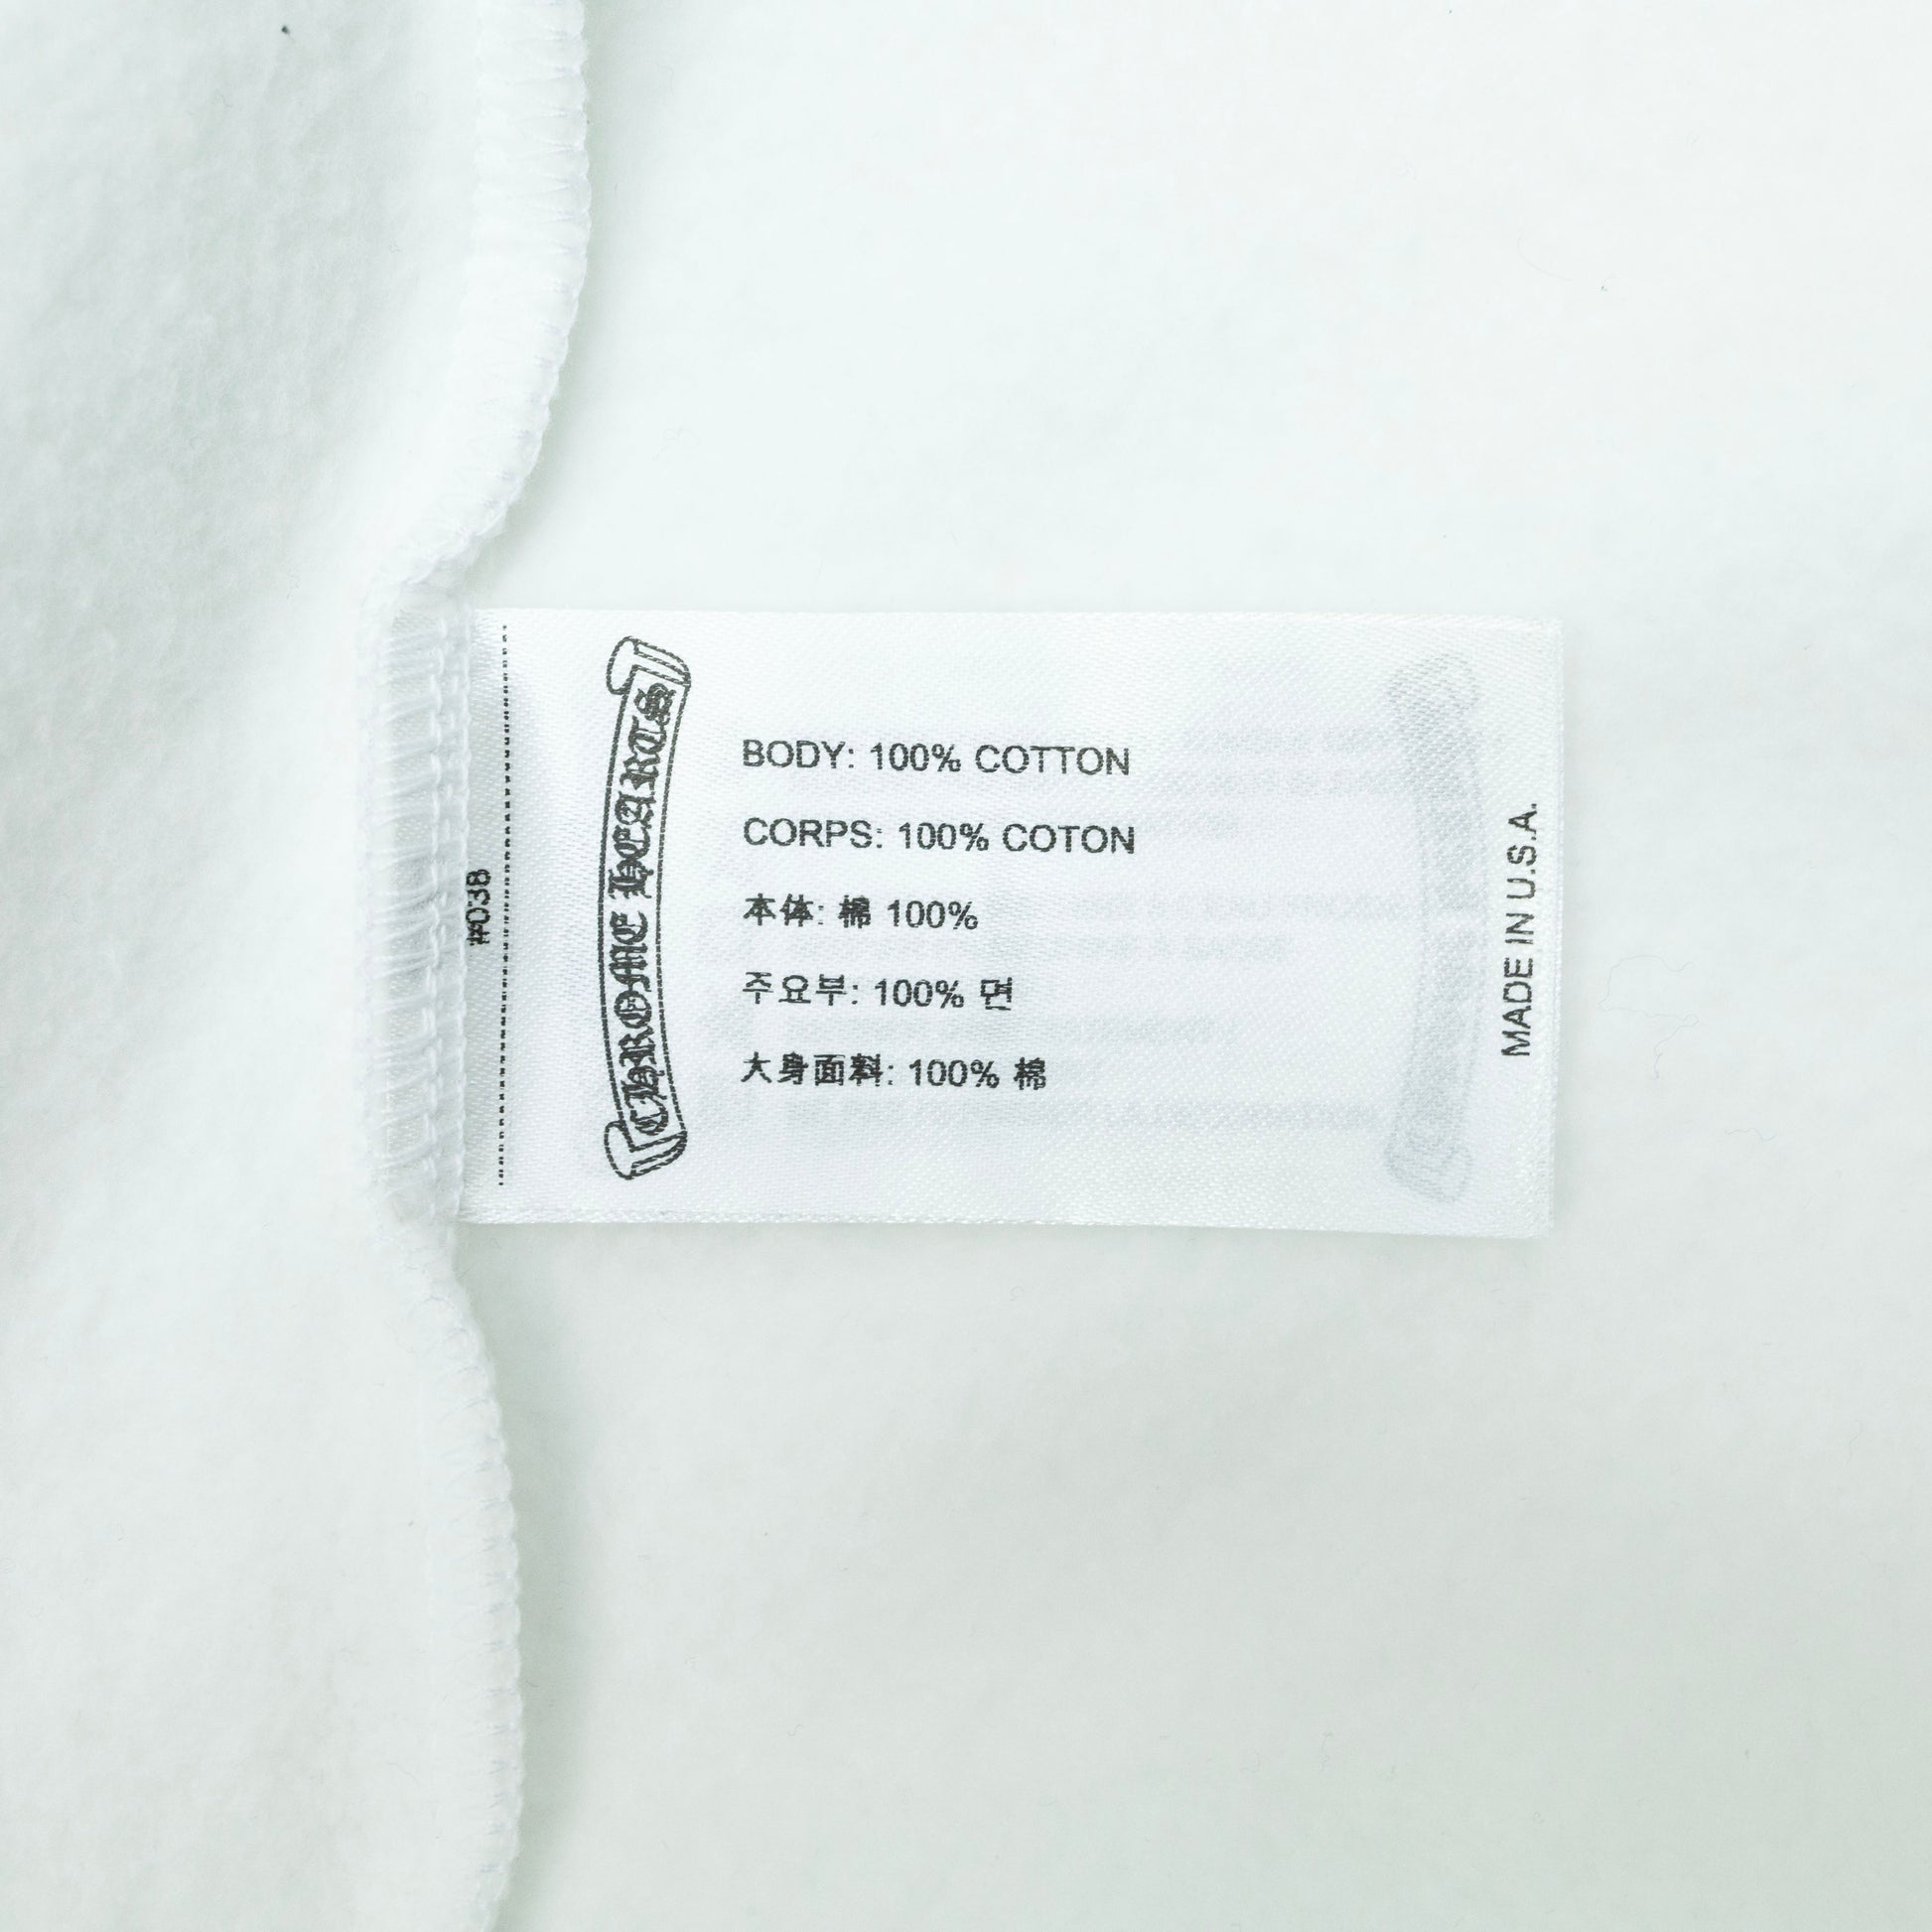 #038
CHROME HEARTS
BODY: 100% COTTON
CORPS: 100% COTON
本体: 棉 100%
주요부: 100% 면
大身面料: 100% 棉
MADE IN U.S.A.